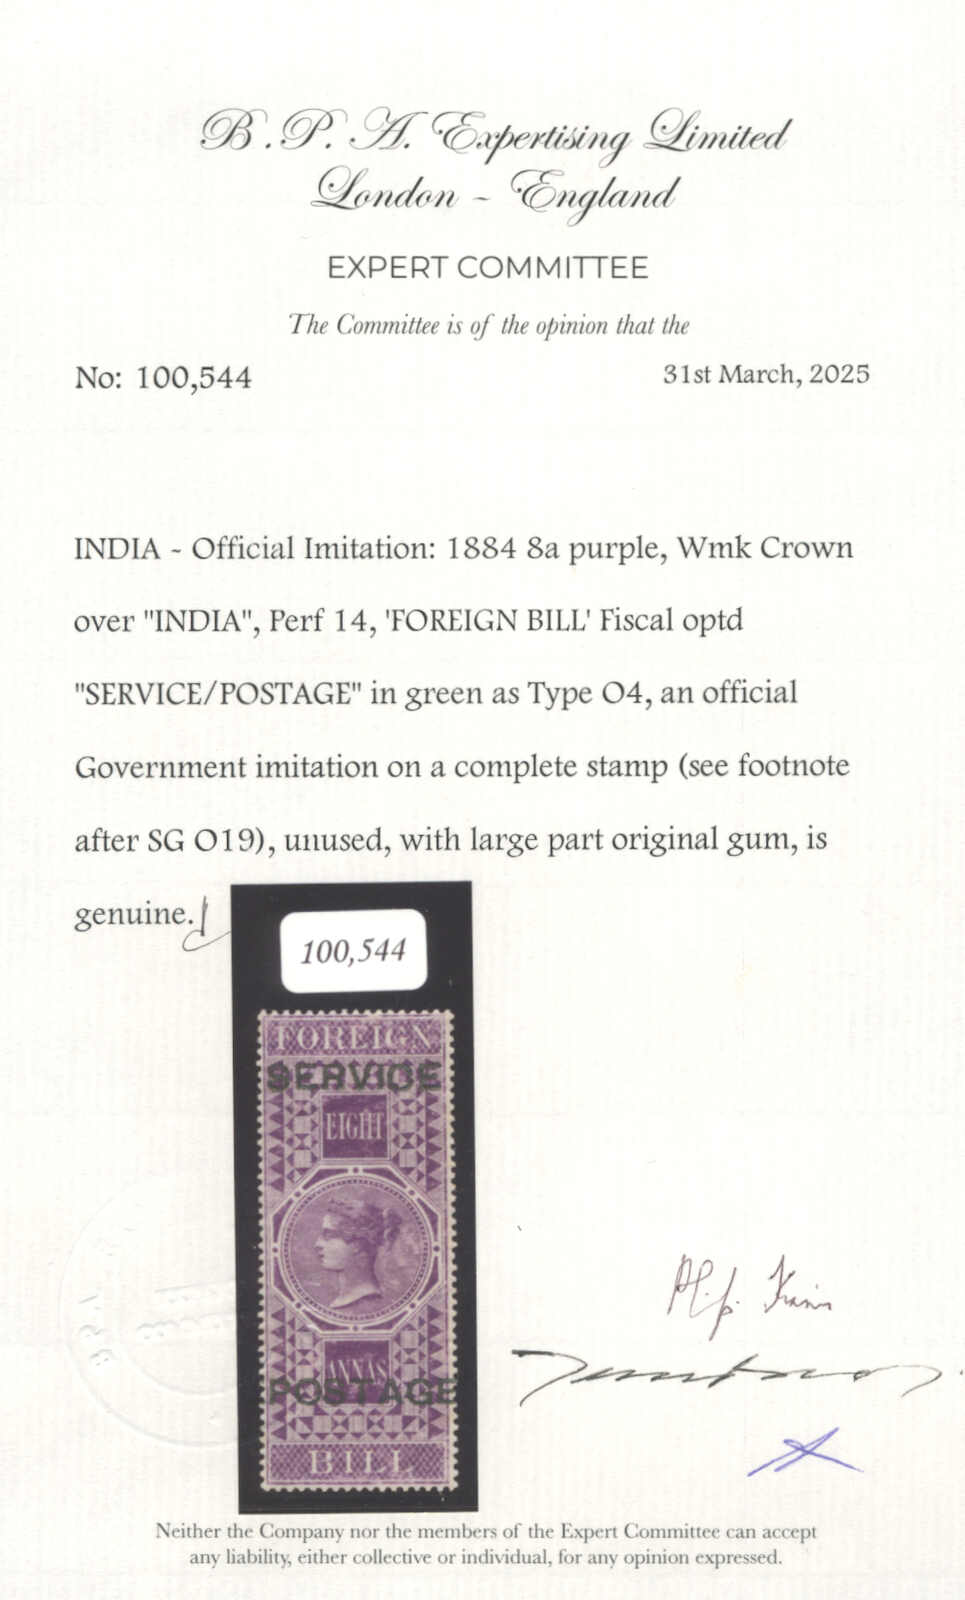 B.P.A. Expertising Limited
London ~ England
EXPERT COMMITTEE
The Committee is of the opinion that the
No: 100,544
31st March, 2025
INDIA ~ Official Imitation: 1884 8a purple, Wmk Crown
over "INDIA", Perf 14, 'FOREIGN BILL' Fiscal optd
"SERVICE/POSTAGE" in green as Type O4, an official
Government imitation on a complete stamp (see footnote
after SG O19), unused, with large part original gum, is
genuine.
100,544
FOREIGN
SERVICE
EIGHT
ANNAS
POSTAGE
BILL
Neither the Company nor the members of the Expert Committee can accept
any liability, either collective or individual, for any opinion expressed.